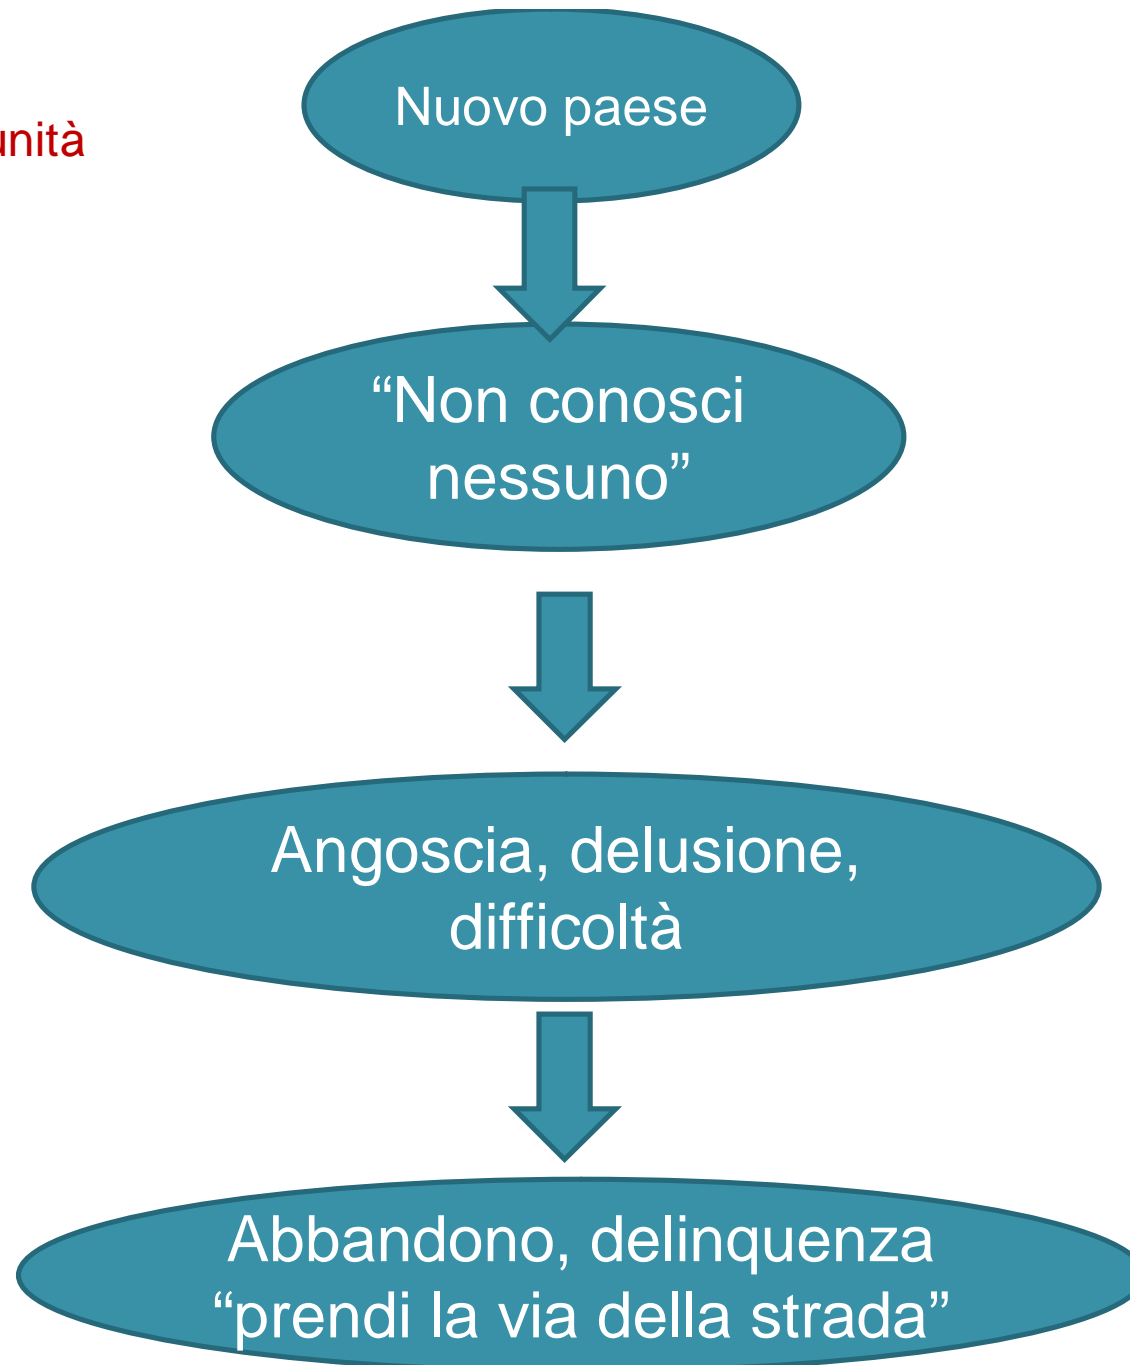 Nuovo paese
unità
“Non conosci
nessuno”
Angoscia, delusione,
difficoltà
Abbandono, delinquenza
“prendi la via della strada”